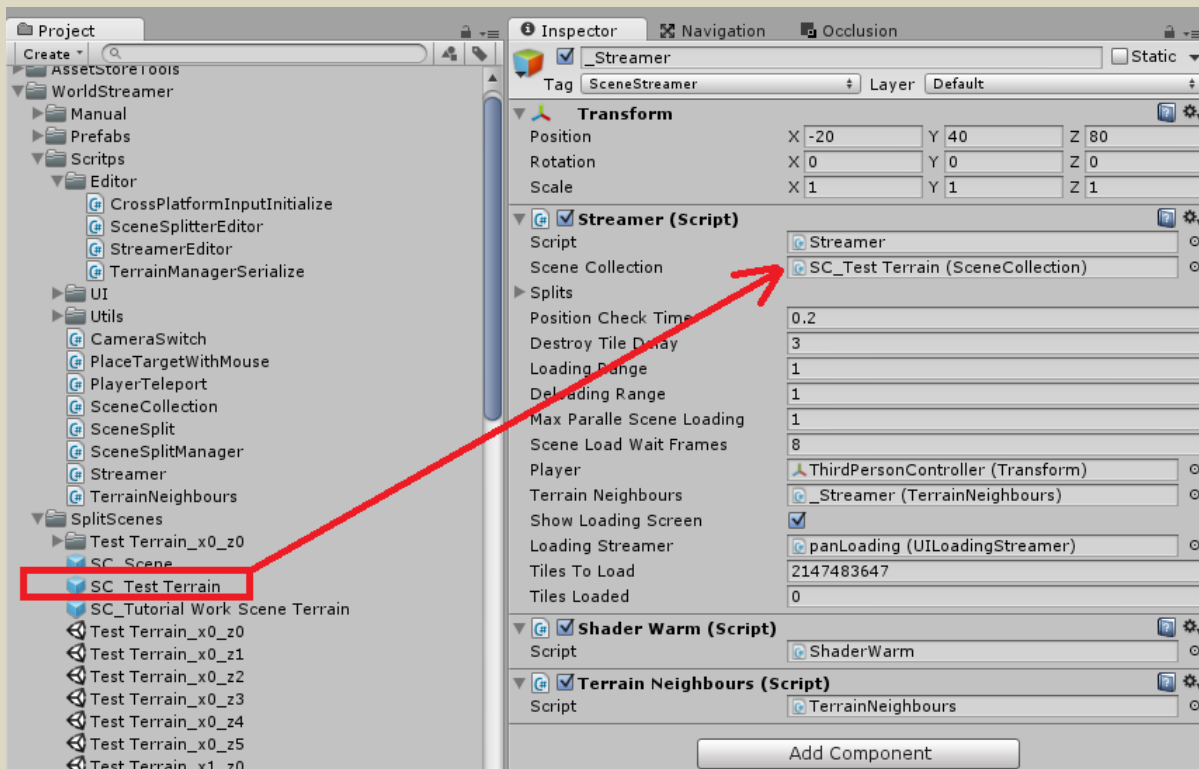 Project
Create
AssetStoreTools
WorldStreamer
Manual
Prefabs
Scritps
Editor
CrossPlatformInputInitialize
SceneSplitterEditor
StreamerEditor
TerrainManagerSerialize
UI
Utils
CameraSwitch
PlaceTargetWithMouse
PlayerTeleport
SceneCollection
SceneSplit
SceneSplitManager
Streamer
TerrainNeighbours
SplitScenes
Test Terrain_x0_z0
SC_Scene
SC_Test Terrain
SC_Tutorial Work Scene Terrain
Test Terrain_x0_z0
Test Terrain_x0_z1
Test Terrain_x0_z2
Test Terrain_x0_z3
Test Terrain_x0_z4
Test Terrain_x0_z5
Test Terrain_x1_z0
Inspector Navigation Occlusion
_Streamer Static
Tag SceneStreamer Layer Default
Transform
Position X -20 Y 40 Z 80
Rotation X 0 Y 0 Z 0
Scale X 1 Y 1 Z 1
Streamer (Script)
Script Streamer
Scene Collection SC_Test Terrain (SceneCollection)
Splits
Position Check Time 0.2
Destroy Tile Delay 3
Loading Range 1
Deloading Range 1
Max Paralle Scene Loading 1
Scene Load Wait Frames 8
Player ThirdPersonController (Transform)
Terrain Neighbours _Streamer (TerrainNeighbours)
Show Loading Screen
Loading Streamer panLoading (UILoadingStreamer)
Tiles To Load 2147483647
Tiles Loaded 0
Shader Warm (Script)
Script ShaderWarm
Terrain Neighbours (Script)
Script TerrainNeighbours
Add Component